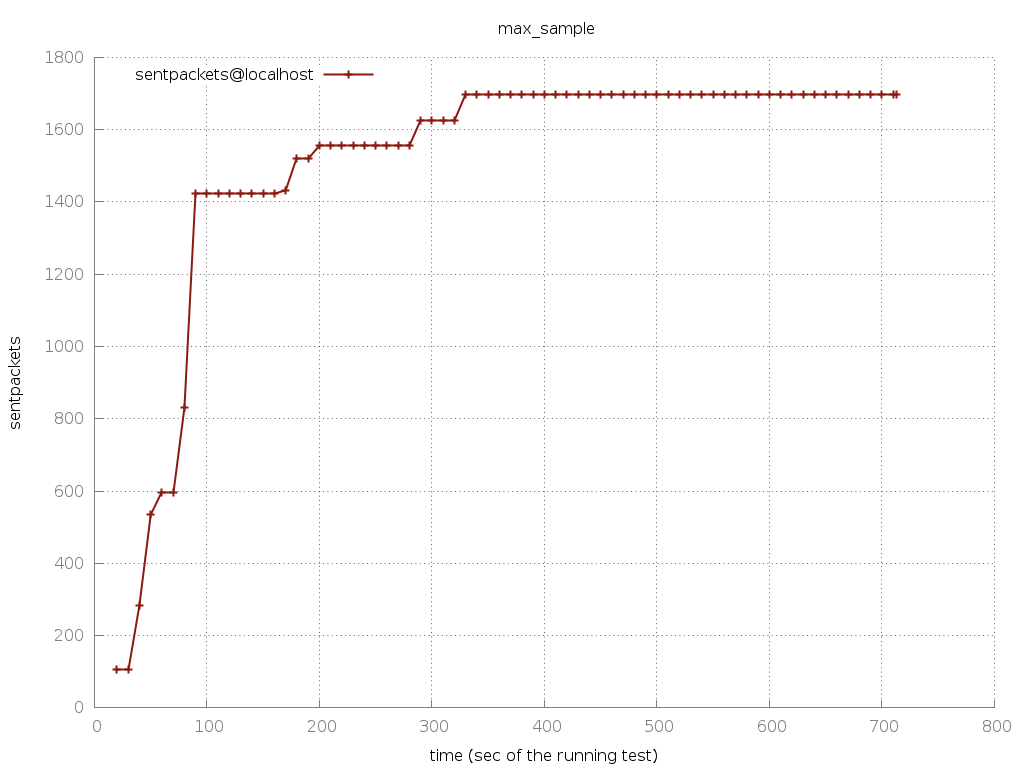 max_sample
sentpackets@localhost
1800
1600
1400
1200
1000
800
600
400
200
0
sentpackets
0 100 200 300 400 500 600 700 800
time (sec of the running test)